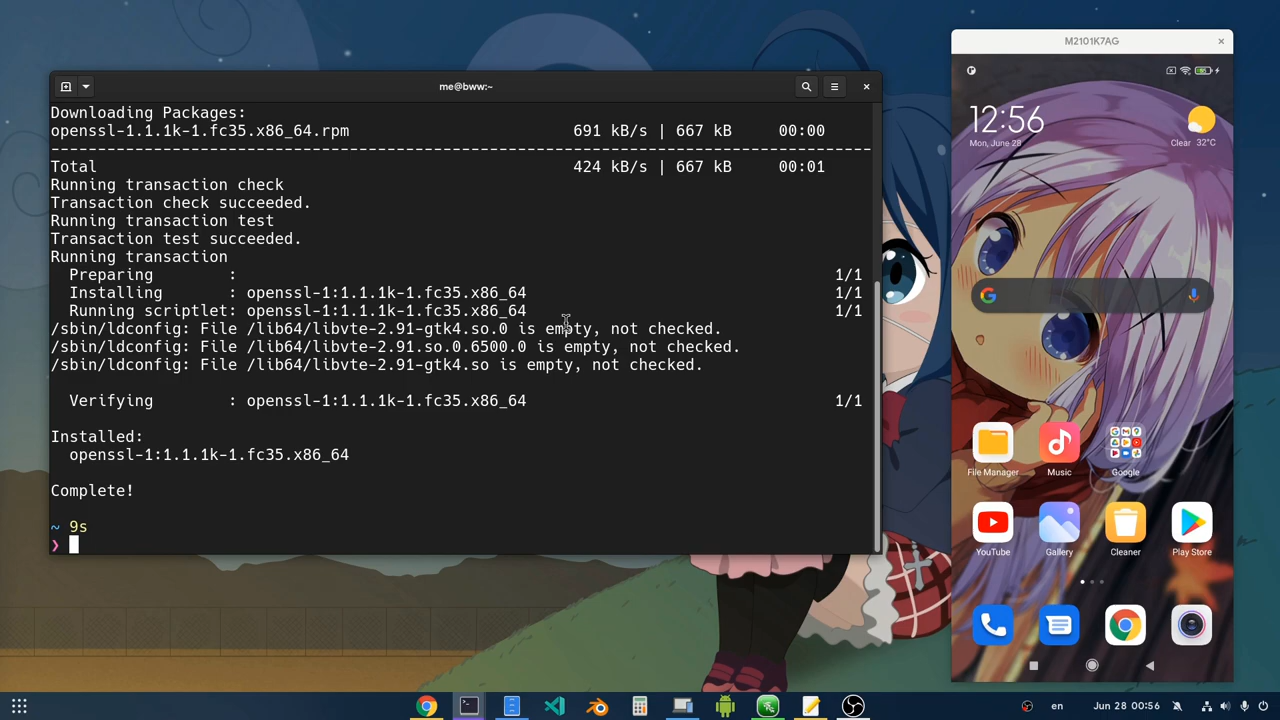 me@bww:~
Downloading Packages:
openssl-1.1.1k-1.fc35.x86_64.rpm 691 kB/s | 667 kB 00:00
--------------------------------------------------------------------------------
Total 424 kB/s | 667 kB 00:01
Running transaction check
Transaction check succeeded.
Running transaction test
Transaction test succeeded.
Running transaction
Preparing : 1/1
Installing : openssl-1:1.1.1k-1.fc35.x86_64 1/1
Running scriptlet: openssl-1:1.1.1k-1.fc35.x86_64 1/1
/sbin/ldconfig: File /lib64/libvte-2.91-gtk4.so.0 is empty, not checked.
/sbin/ldconfig: File /lib64/libvte-2.91.so.0.6500.0 is empty, not checked.
/sbin/ldconfig: File /lib64/libvte-2.91-gtk4.so is empty, not checked.
Verifying : openssl-1:1.1.1k-1.fc35.x86_64 1/1
Installed:
openssl-1:1.1.1k-1.fc35.x86_64
Complete!
~ 9s
❯
M2101K7AG
12:56
Mon, June 28
Clear 32°C
File Manager Music Google
YouTube Gallery Cleaner Play Store
en Jun 28 00:56